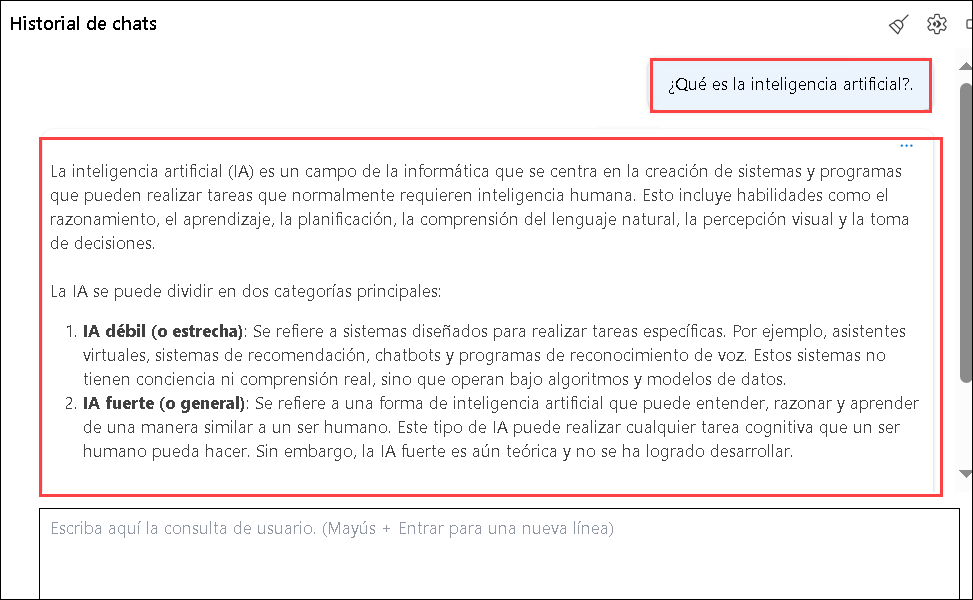 Historial de chats
¿Qué es la inteligencia artificial?.
La inteligencia artificial (IA) es un campo de la informática que se centra en la creación de sistemas y programas
que pueden realizar tareas que normalmente requieren inteligencia humana. Esto incluye habilidades como el
razonamiento, el aprendizaje, la planificación, la comprensión del lenguaje natural, la percepción visual y la toma
de decisiones.
La IA se puede dividir en dos categorías principales:
1. IA débil (o estrecha): Se refiere a sistemas diseñados para realizar tareas específicas. Por ejemplo, asistentes
virtuales, sistemas de recomendación, chatbots y programas de reconocimiento de voz. Estos sistemas no
tienen conciencia ni comprensión real, sino que operan bajo algoritmos y modelos de datos.
2. IA fuerte (o general): Se refiere a una forma de inteligencia artificial que puede entender, razonar y aprender
de una manera similar a un ser humano. Este tipo de IA puede realizar cualquier tarea cognitiva que un ser
humano pueda hacer. Sin embargo, la IA fuerte es aún teórica y no se ha logrado desarrollar.
Escriba aquí la consulta de usuario. (Mayús + Entrar para una nueva línea)